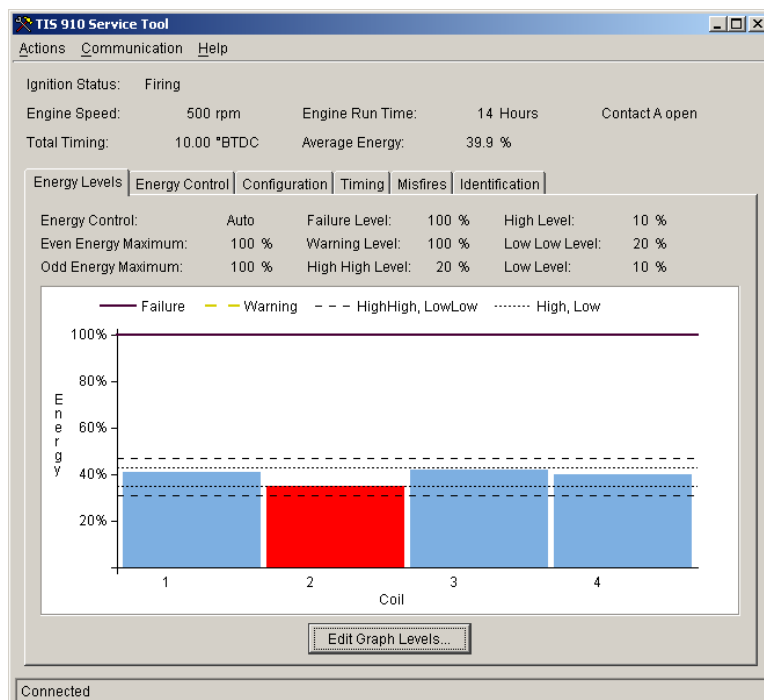 TIS 910 Service Tool
Actions Communication Help
Ignition Status: Firing
Engine Speed: 500 rpm Engine Run Time: 14 Hours Contact A open
Total Timing: 10.00 °BTDC Average Energy: 39.9 %
Energy Levels Energy Control Configuration Timing Misfires Identification
Energy Control: Auto Failure Level: 100 % High Level: 10 %
Even Energy Maximum: 100 % Warning Level: 100 % Low Low Level: 20 %
Odd Energy Maximum: 100 % High High Level: 20 % Low Level: 10 %
Failure Warning HighHigh, LowLow High, Low
100%
80%
60%
40%
20%
Energy
1 2 3 4
Coil
Edit Graph Levels...
Connected